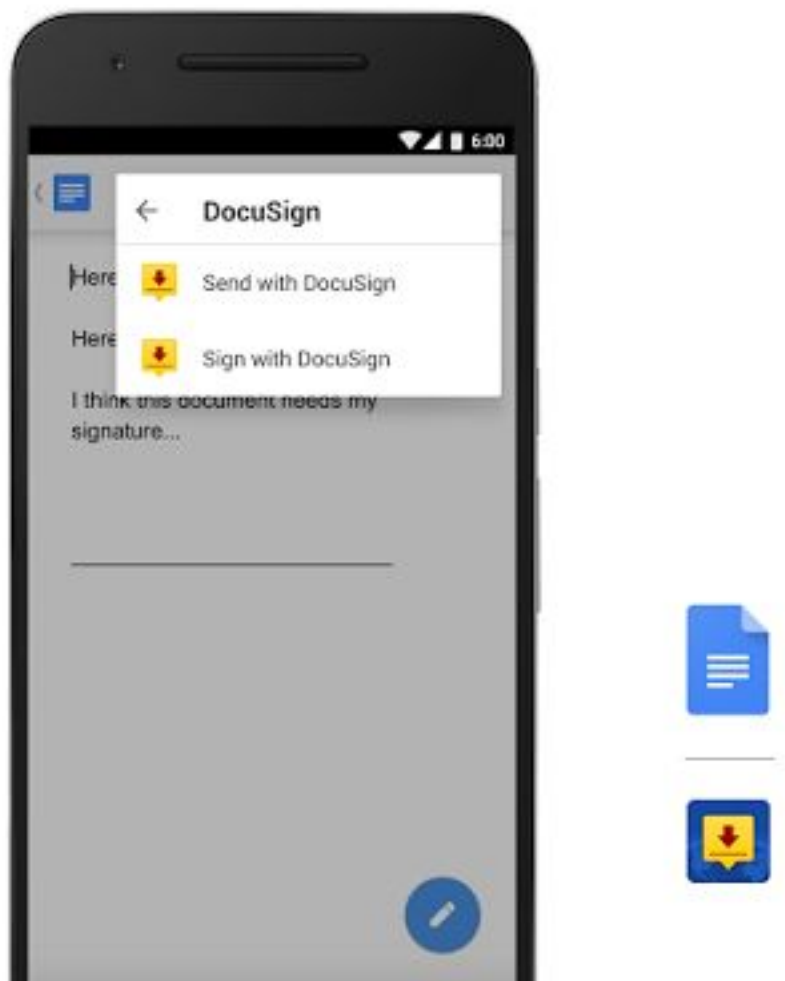 6:00
DocuSign
Send with DocuSign
Sign with DocuSign
Here
Here
I think this document needs my
signature...